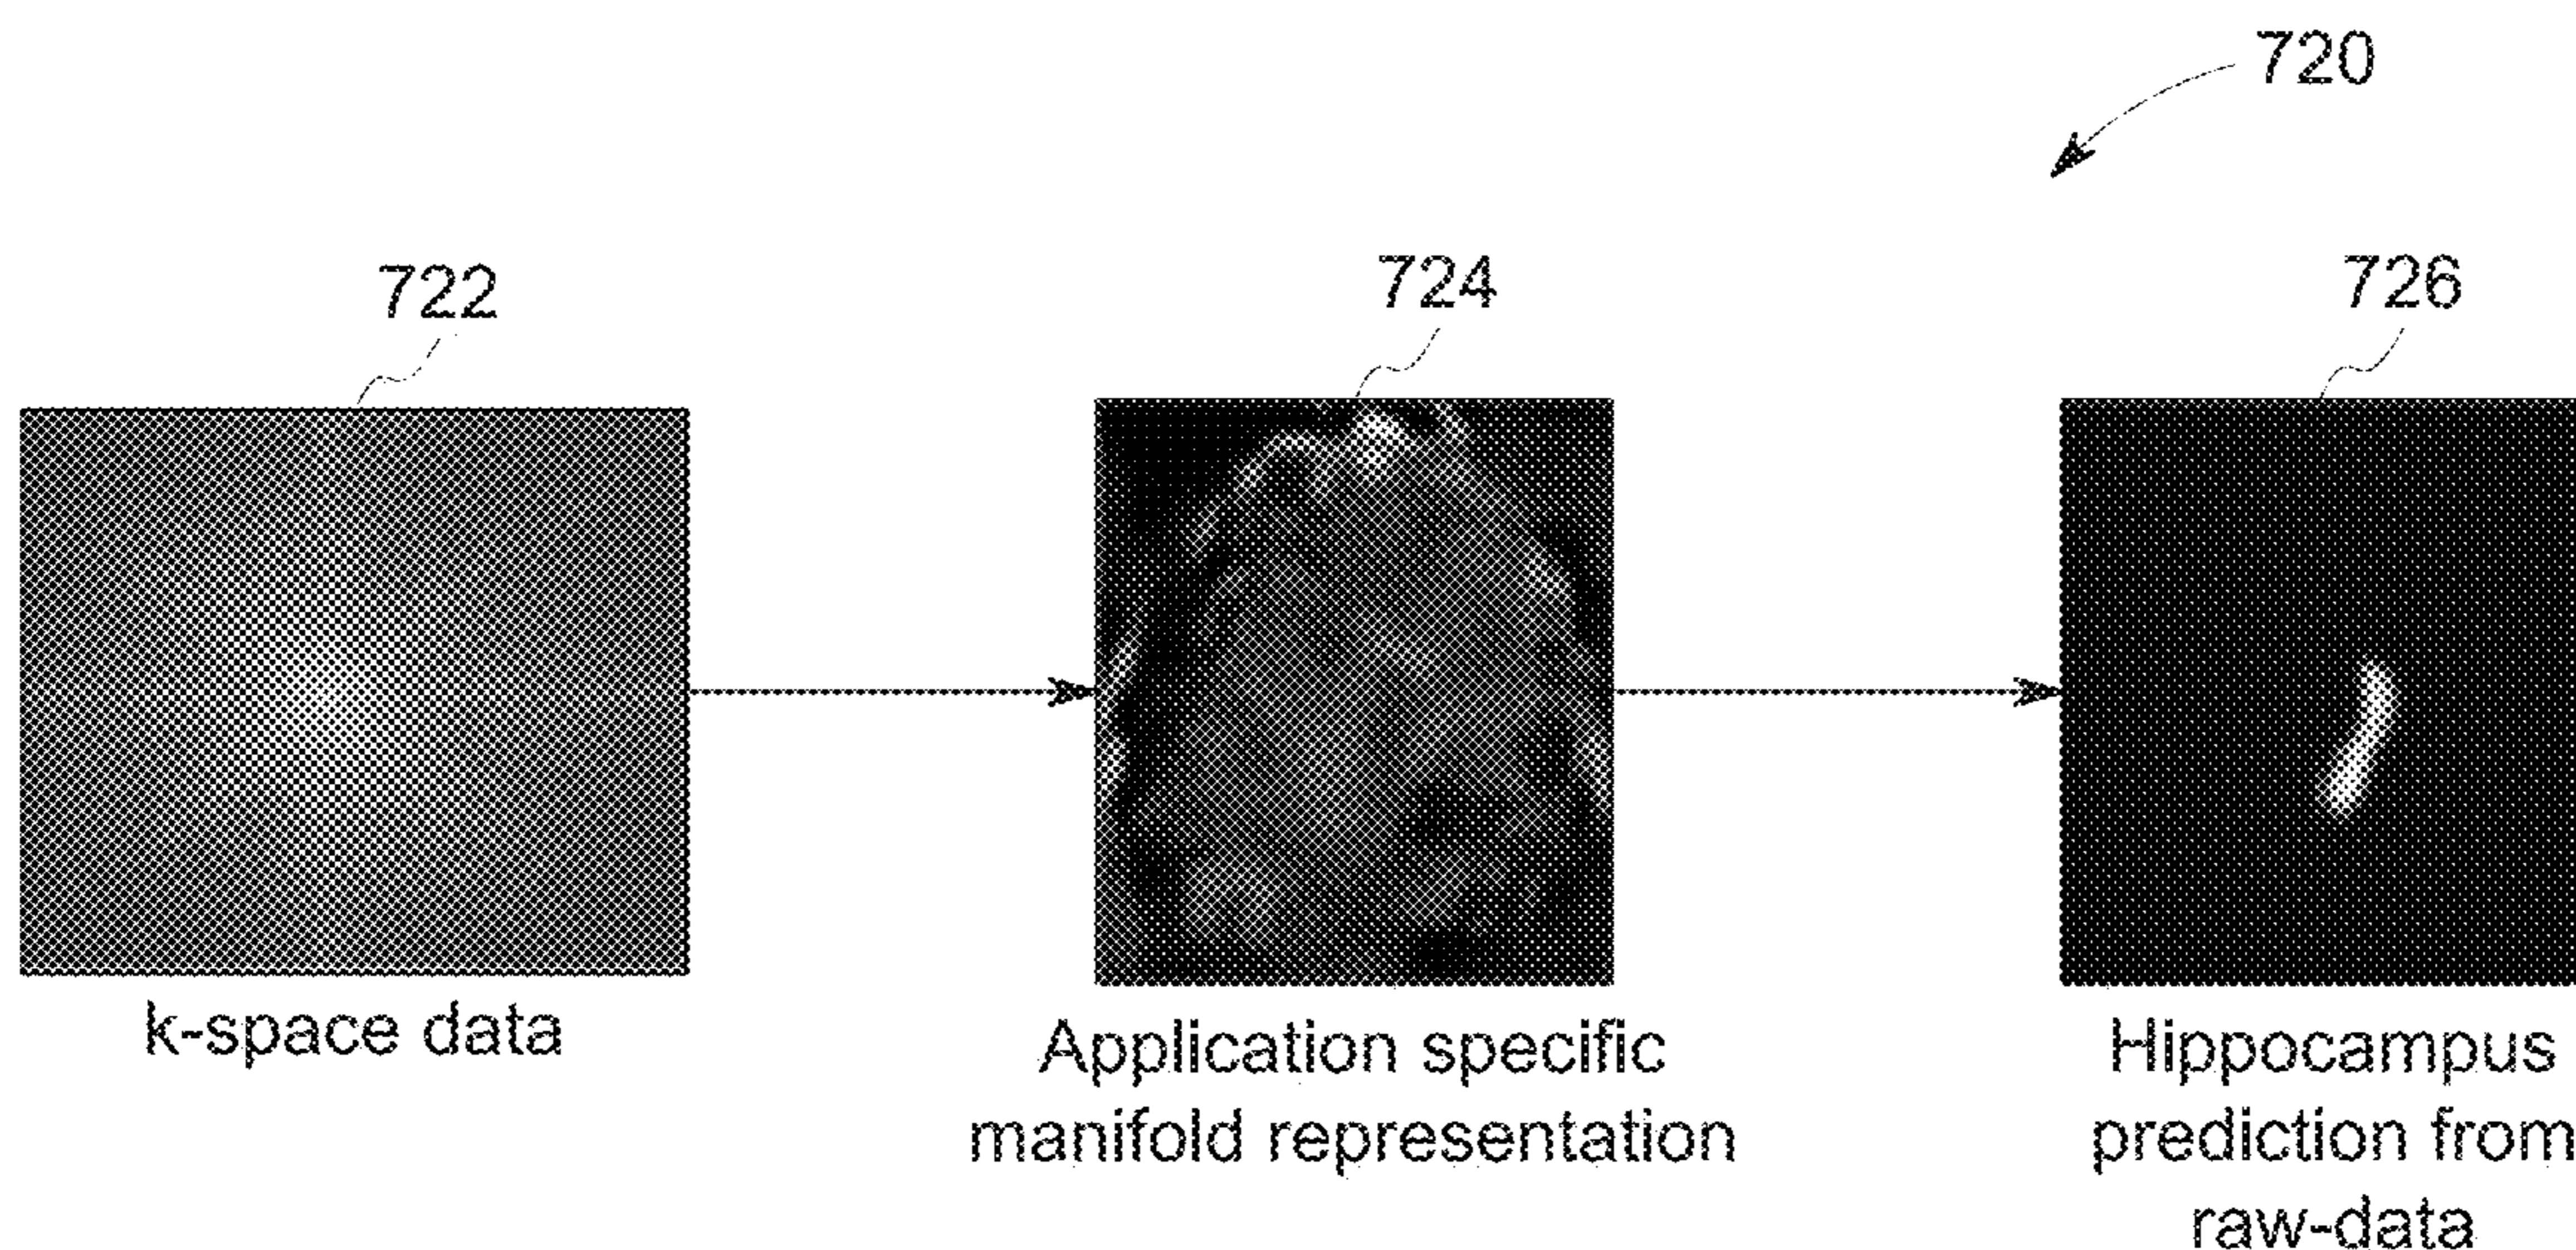 720
722
724
726
k-space data
Application specific
manifold representation
Hippocampus
prediction from
raw-data